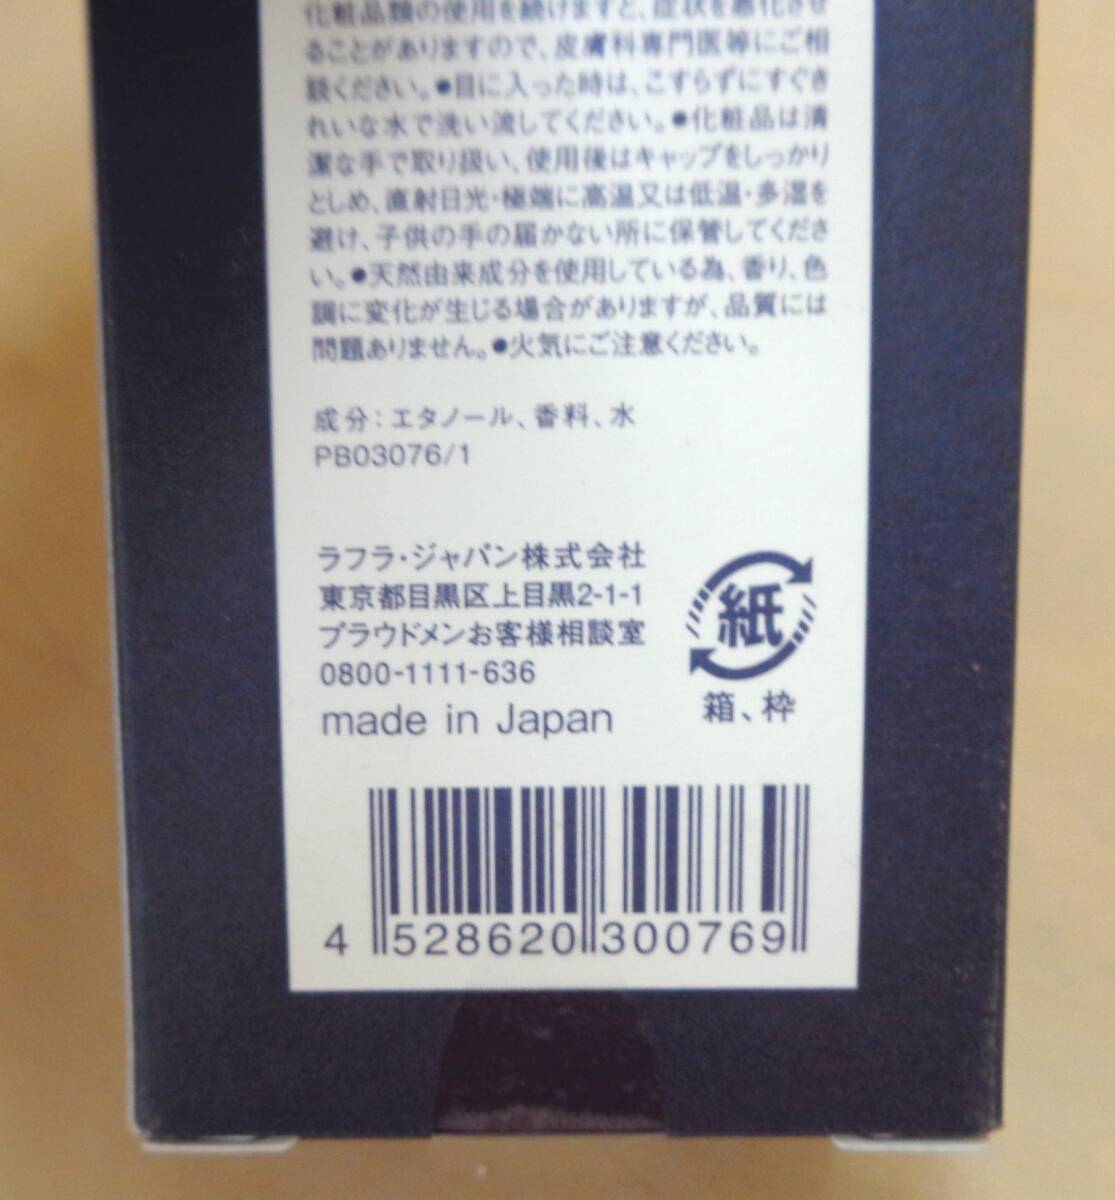 化粧品類の使用を続けますと、症状を悪化させ
ることがありますので、皮膚科専門医等にご相
談ください。●目に入った時は、こすらずにすぐき
れいな水で洗い流してください。●化粧品は清
潔な手で取り扱い、使用後はキャップをしっかり
としめ、直射日光・極端に高温又は低温・多湿を
避け、子供の手の届かない所に保管してくださ
い。●天然由来成分を使用している為、香り、色
調に変化が生じる場合がありますが、品質には
問題ありません。●火気にご注意ください。
成分：エタノール、香料、水
PB03076/1
ラフラ・ジャパン株式会社
東京都目黒区上目黒2-1-1
プラウドメンお客様相談室
0800-1111-636
made in Japan
紙
箱、枠
4 528620 300769